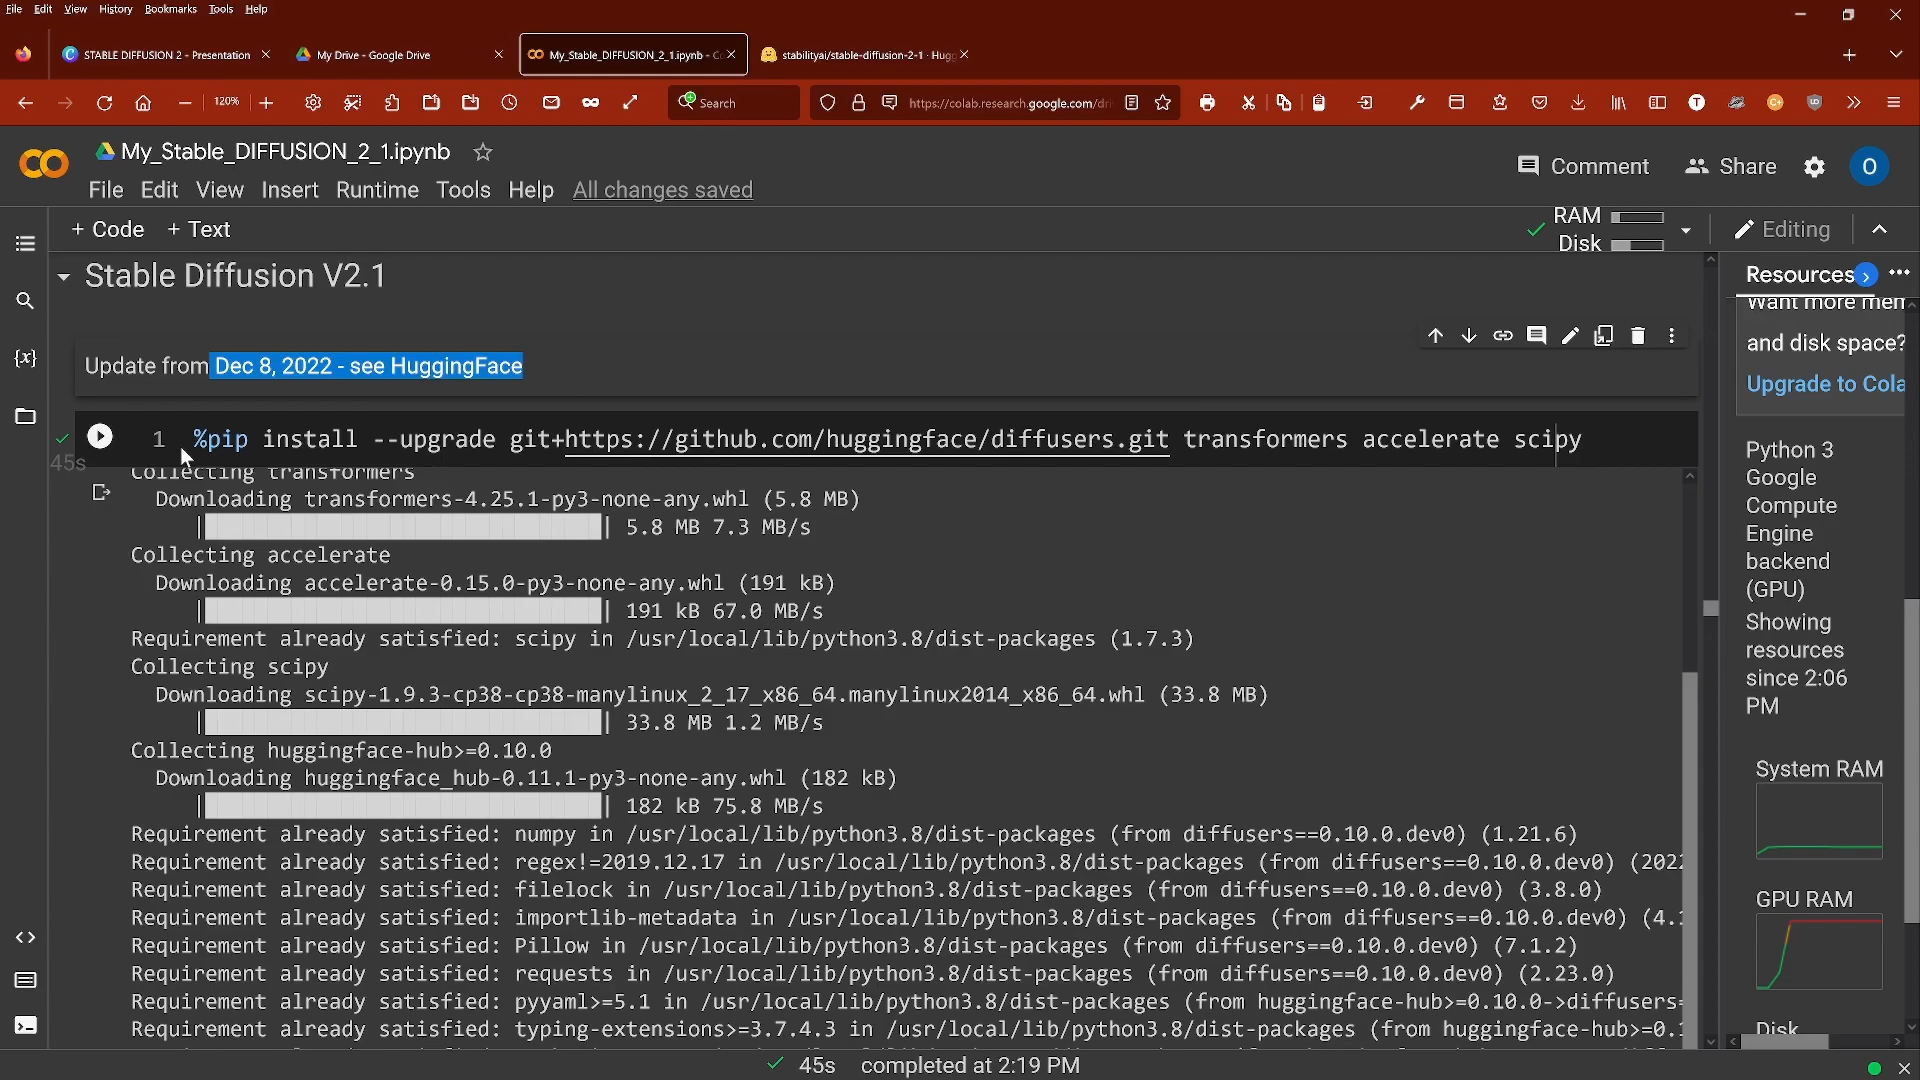 File Edit View History Bookmarks Tools Help
STABLE DIFFUSION 2 - Presentation
My Drive - Google Drive
My_Stable_DIFFUSION_2_1.ipynb - Co
stabilityai/stable-diffusion-2-1 · Hugg
120%
Search
https://colab.research.google.com/dri
My_Stable_DIFFUSION_2_1.ipynb
File Edit View Insert Runtime Tools Help All changes saved
Comment Share O
+ Code + Text
RAM
Disk
Editing
Stable Diffusion V2.1
Update from Dec 8, 2022 - see HuggingFace
1 %pip install --upgrade git+https://github.com/huggingface/diffusers.git transformers accelerate scipy
45s
Collecting transformers
Downloading transformers-4.25.1-py3-none-any.whl (5.8 MB)
| | 5.8 MB 7.3 MB/s
Collecting accelerate
Downloading accelerate-0.15.0-py3-none-any.whl (191 kB)
| | 191 kB 67.0 MB/s
Requirement already satisfied: scipy in /usr/local/lib/python3.8/dist-packages (1.7.3)
Collecting scipy
Downloading scipy-1.9.3-cp38-cp38-manylinux_2_17_x86_64.manylinux2014_x86_64.whl (33.8 MB)
| | 33.8 MB 1.2 MB/s
Collecting huggingface-hub>=0.10.0
Downloading huggingface_hub-0.11.1-py3-none-any.whl (182 kB)
| | 182 kB 75.8 MB/s
Requirement already satisfied: numpy in /usr/local/lib/python3.8/dist-packages (from diffusers==0.10.0.dev0) (1.21.6)
Requirement already satisfied: regex!=2019.12.17 in /usr/local/lib/python3.8/dist-packages (from diffusers==0.10.0.dev0) (2022
Requirement already satisfied: filelock in /usr/local/lib/python3.8/dist-packages (from diffusers==0.10.0.dev0) (3.8.0)
Requirement already satisfied: importlib-metadata in /usr/local/lib/python3.8/dist-packages (from diffusers==0.10.0.dev0) (4.1
Requirement already satisfied: Pillow in /usr/local/lib/python3.8/dist-packages (from diffusers==0.10.0.dev0) (7.1.2)
Requirement already satisfied: requests in /usr/local/lib/python3.8/dist-packages (from diffusers==0.10.0.dev0) (2.23.0)
Requirement already satisfied: pyyaml>=5.1 in /usr/local/lib/python3.8/dist-packages (from huggingface-hub>=0.10.0->diffusers=
Requirement already satisfied: typing-extensions>=3.7.4.3 in /usr/local/lib/python3.8/dist-packages (from huggingface-hub>=0.1
Resources
Want more mem
and disk space?
Upgrade to Cola
Python 3
Google
Compute
Engine
backend
(GPU)
Showing
resources
since 2:06
PM
System RAM
GPU RAM
Disk
45s completed at 2:19 PM